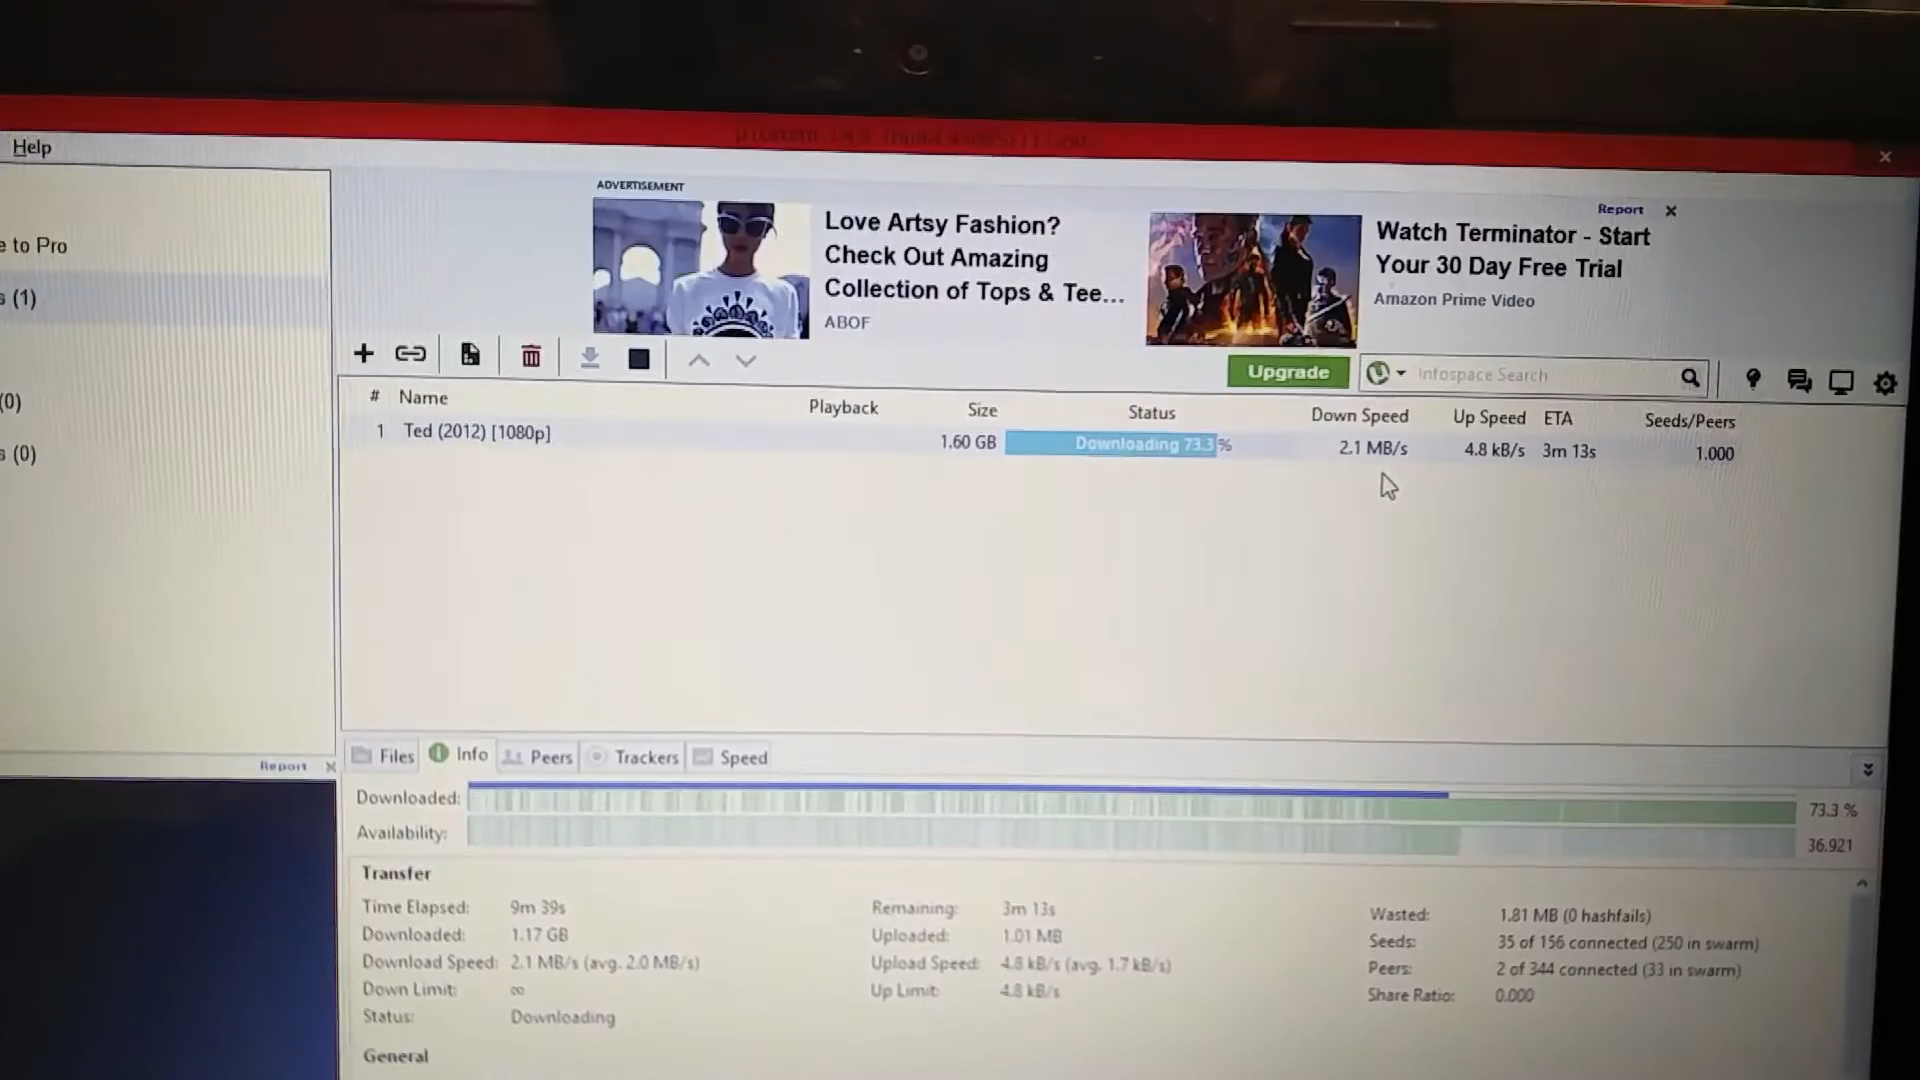 Help
ADVERTISEMENT
Love Artsy Fashion?
Check Out Amazing
Collection of Tops & Tee...
ABOF
Report
Watch Terminator - Start
Your 30 Day Free Trial
Amazon Prime Video
e to Pro
s (1)
(0)
s (0)
Upgrade
Infospace Search
# Name Playback Size Status Down Speed Up Speed ETA Seeds/Peers
1 Ted (2012) [1080p] 1.60 GB Downloading 73.3 % 2.1 MB/s 4.8 kB/s 3m 13s 1.000
Report
Files Info Peers Trackers Speed
Downloaded: 73.3 %
Availability: 36.921
Transfer
Time Elapsed: 9m 39s Remaining: 3m 13s Wasted: 1.81 MB (0 hashfails)
Downloaded: 1.17 GB Uploaded: 1.01 MB Seeds: 35 of 156 connected (250 in swarm)
Download Speed: 2.1 MB/s (avg. 2.0 MB/s) Upload Speed: 4.8 kB/s (avg. 1.7 kB/s) Peers: 2 of 344 connected (33 in swarm)
Down Limit: ∞ Up Limit: 4.8 kB/s Share Ratio: 0.000
Status: Downloading
General